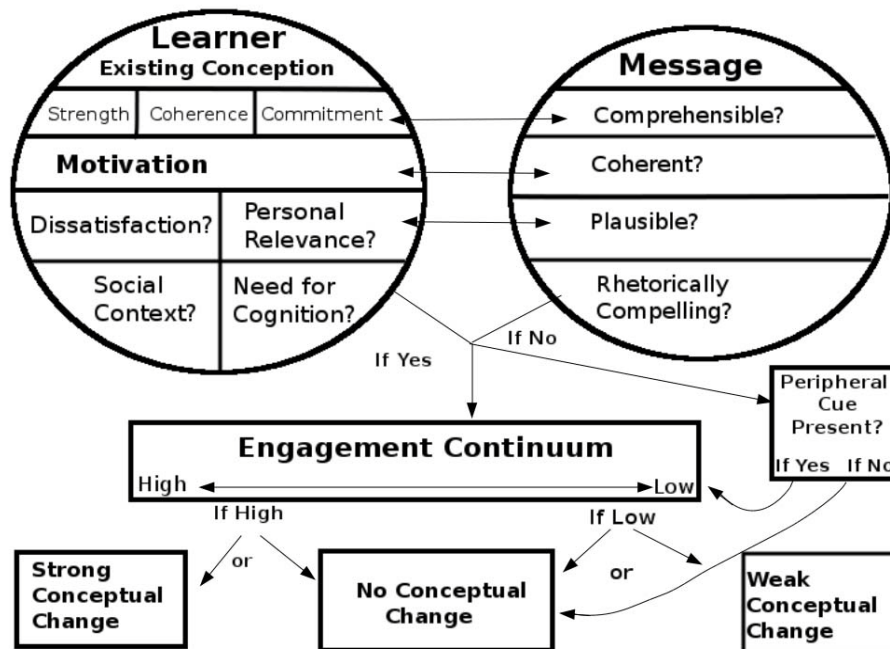 Learner
Existing Conception
Strength Coherence Commitment
Motivation
Dissatisfaction?
Personal
Relevance?
Social
Context?
Need for
Cognition?
Message
Comprehensible?
Coherent?
Plausible?
Rhetorically
Compelling?
If Yes
If No
Peripheral
Cue
Present?
If Yes If No
Engagement Continuum
High Low
If High
or
If Low
or
Strong
Conceptual
Change
No Conceptual
Change
Weak
Conceptual
Change